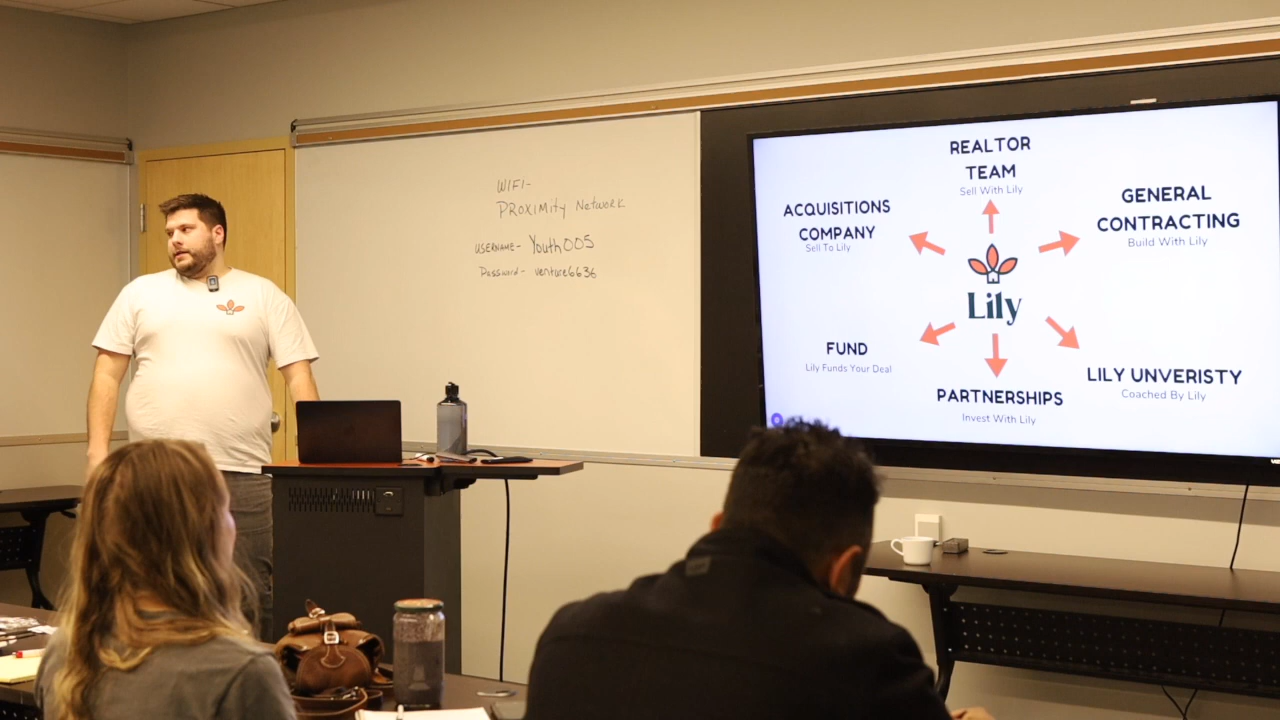 WIFI-
PROXIMITY NETWORK
USERNAME- Youth005
Password- venture6636
REALTOR
TEAM
Sell With Lily
ACQUISITIONS
COMPANY
Sell To Lily
GENERAL
CONTRACTING
Build With Lily
Lily
FUND
Lily Funds Your Deal
PARTNERSHIPS
Invest With Lily
LILY UNVERISTY
Coached By Lily